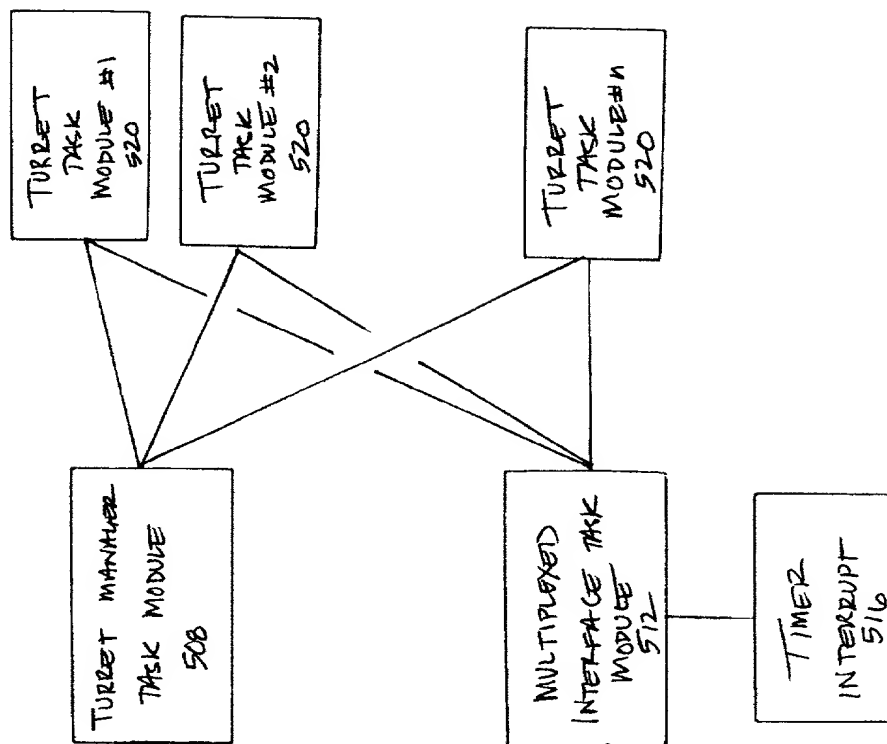 TURRET
TASK
MODULE #1
520
TURRET
TASK
MODULE #2
520
TURRET
TASK
MODULE #n
520
TURRET MANAGER
TASK MODULE
508
MULTIPLEXED
INTERFACE TASK
MODULE
512
TIMER
INTERRUPT
516